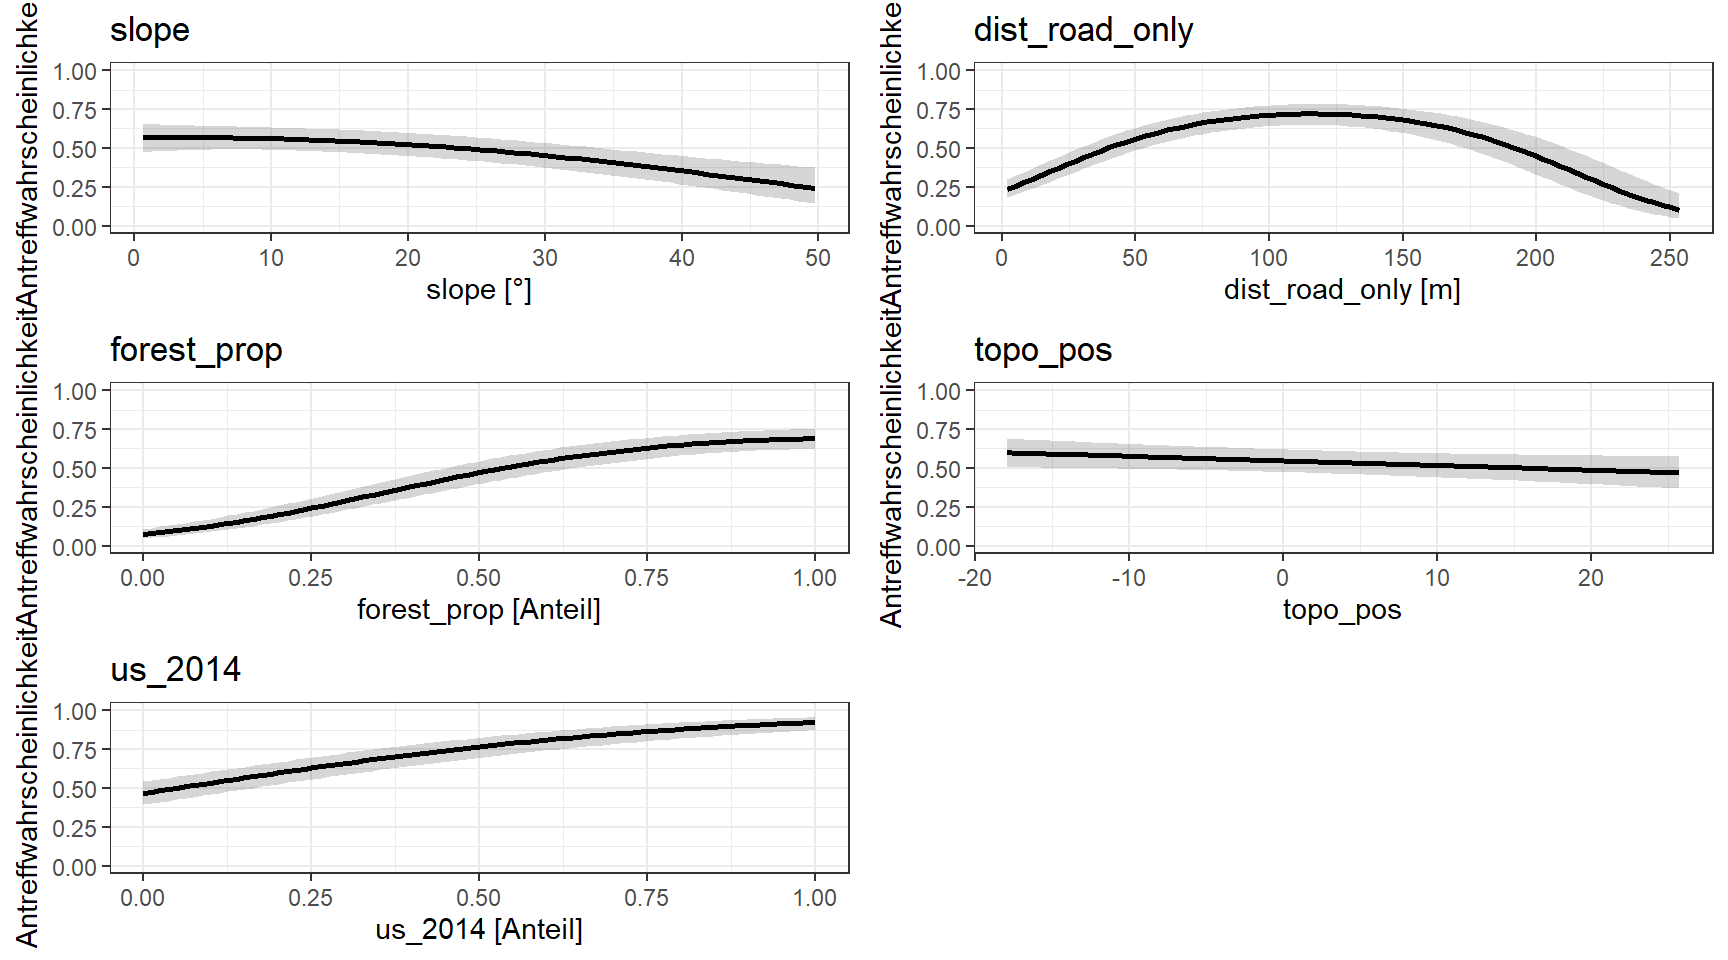 slope
Antreffwahrscheinlichke
1.00
0.75
0.50
0.25
0.00
0 10 20 30 40 50
slope [°]
dist_road_only
Antreffwahrscheinlichke
1.00
0.75
0.50
0.25
0.00
0 50 100 150 200 250
dist_road_only [m]
forest_prop
Antreffwahrscheinlichkeit
1.00
0.75
0.50
0.25
0.00
0.00 0.25 0.50 0.75 1.00
forest_prop [Anteil]
topo_pos
Antreffwahrscheinlichkeit
1.00
0.75
0.50
0.25
0.00
-20 -10 0 10 20
topo_pos
us_2014
Antreffwahrscheinlichkeit
1.00
0.75
0.50
0.25
0.00
0.00 0.25 0.50 0.75 1.00
us_2014 [Anteil]